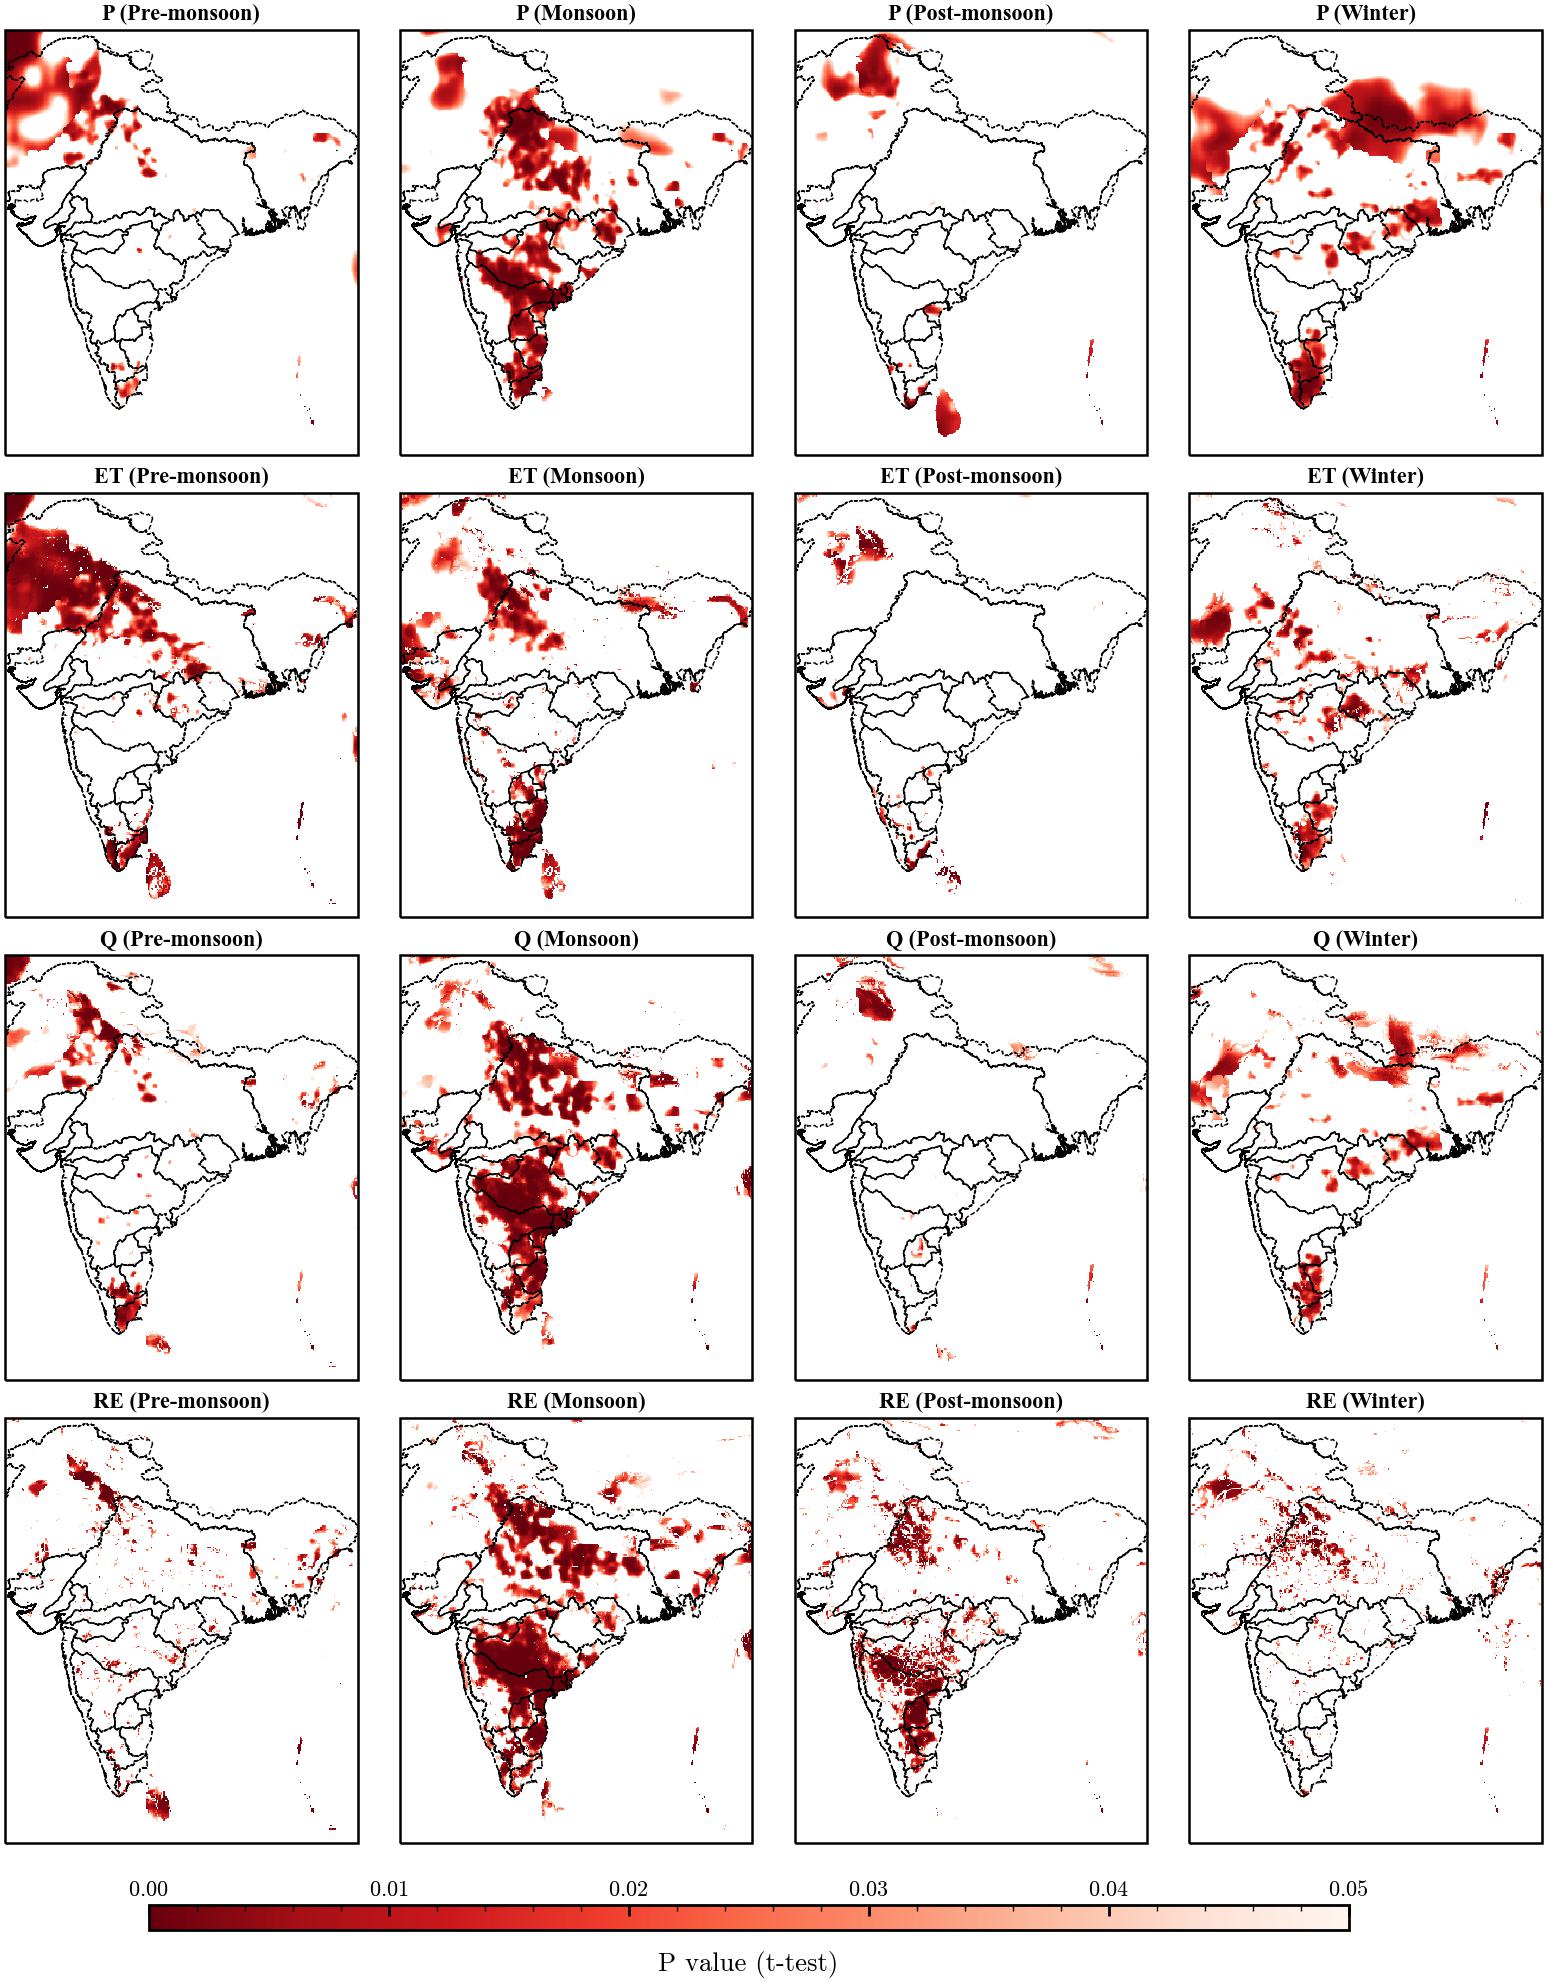 P (Pre-monsoon)
P (Monsoon)
P (Post-monsoon)
P (Winter)
ET (Pre-monsoon)
ET (Monsoon)
ET (Post-monsoon)
ET (Winter)
Q (Pre-monsoon)
Q (Monsoon)
Q (Post-monsoon)
Q (Winter)
RE (Pre-monsoon)
RE (Monsoon)
RE (Post-monsoon)
RE (Winter)
0.00 0.01 0.02 0.03 0.04 0.05
P value (t-test)